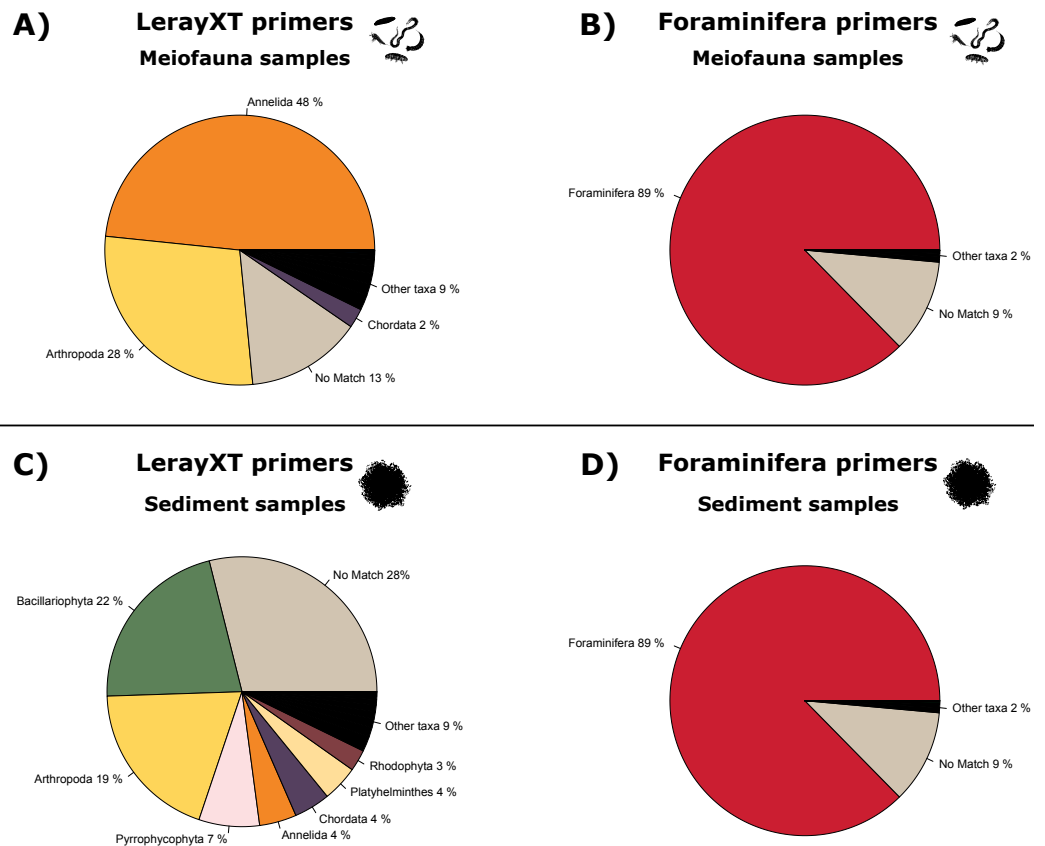 A)
LerayXT primers
Meiofauna samples
Annelida 48 %
Arthropoda 28 %
No Match 13 %
Chordata 2 %
Other taxa 9 %
B)
Foraminifera primers
Meiofauna samples
Foraminifera 89 %
Other taxa 2 %
No Match 9 %
C)
LerayXT primers
Sediment samples
No Match 28%
Bacillariophyta 22 %
Arthropoda 19 %
Pyrrophycophyta 7 %
Annelida 4 %
Chordata 4 %
Platyhelminthes 4 %
Rhodophyta 3 %
Other taxa 9 %
D)
Foraminifera primers
Sediment samples
Foraminifera 89 %
Other taxa 2 %
No Match 9 %